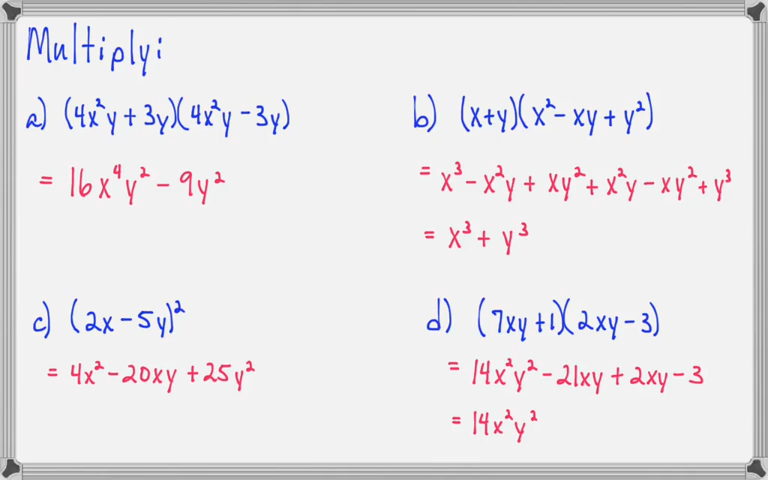 Multiply:
a) (4x²y + 3y)(4x²y - 3y)
= 16x⁴y² - 9y²
b) (x+y)(x² - xy + y²)
= x³ - x²y + xy² + x²y - xy² + y³
= x³ + y³
c) (2x - 5y)²
= 4x² - 20xy + 25y²
d) (7xy + 1)(2xy - 3)
= 14x²y² - 21xy + 2xy - 3
= 14x²y²